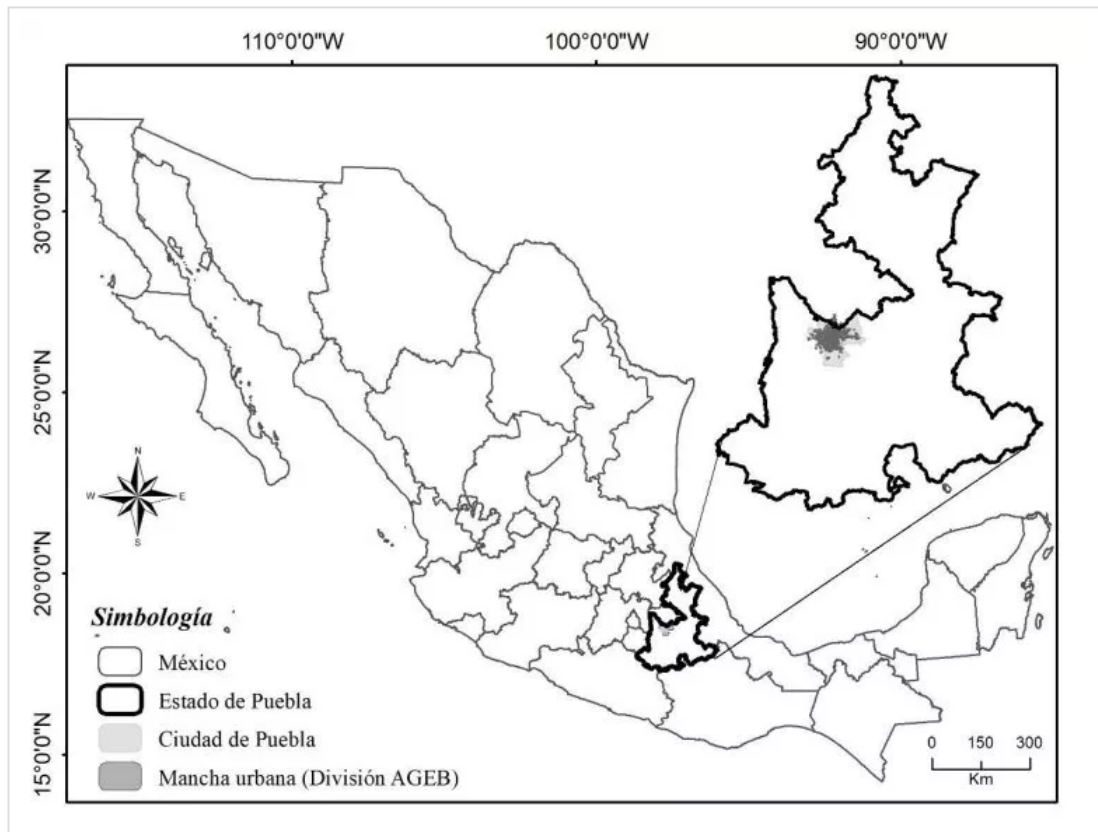 110°0'0"W 100°0'0"W 90°0'0"W
30°0'0"N
25°0'0"N
20°0'0"N
15°0'0"N
N
W E
S
Simbología
México
Estado de Puebla
Ciudad de Puebla
Mancha urbana (División AGEB)
0 150 300
Km